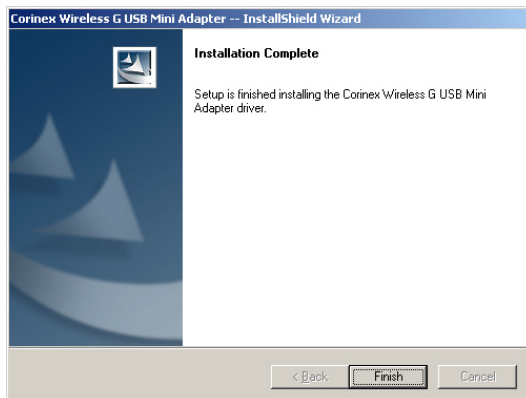 Corinex Wireless G USB Mini Adapter -- InstallShield Wizard
Installation Complete
Setup is finished installing the Corinex Wireless G USB Mini
Adapter driver.
< Back
Finish
Cancel